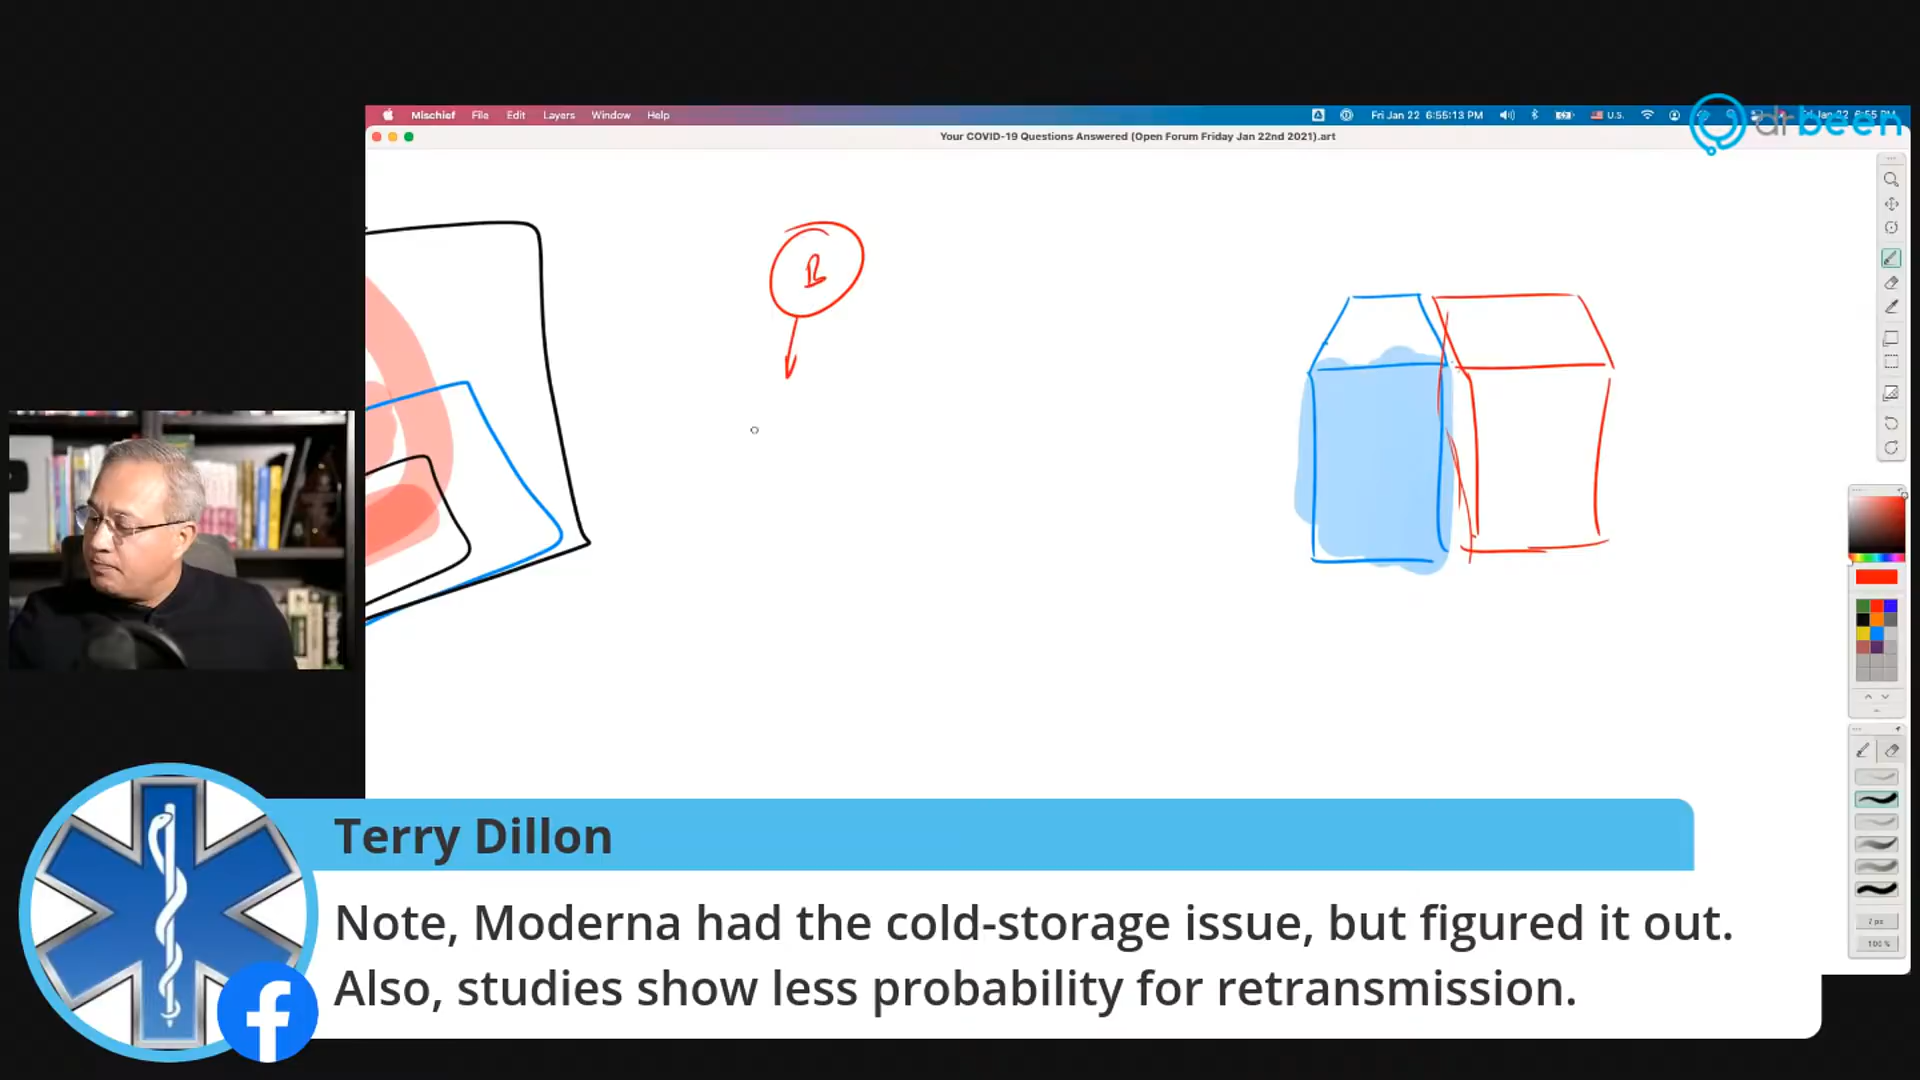 Mischief File Edit Layers Window Help
Fri Jan 22 6:55:13 PM
U.S.
drbeen
Your COVID-19 Questions Answered (Open Forum Friday Jan 22nd 2021).art
B
100 %
Terry Dillon
Note, Moderna had the cold-storage issue, but figured it out.
Also, studies show less probability for retransmission.